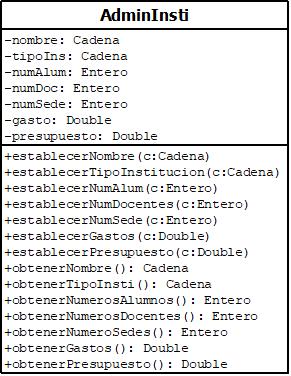 AdminInsti
-nombre: Cadena
-tipoIns: Cadena
-numAlum: Entero
-numDoc: Entero
-numSede: Entero
-gasto: Double
-presupuesto: Double
+establecerNombre(c:Cadena)
+establecerTipoInstitucion(c:Cadena)
+establecerNumAlum(c:Entero)
+establecerNumDocentes(c:Entero)
+establecerNumSede(c:Entero)
+establecerGastos(c:Double)
+establecerPresupuesto(c:Double)
+obtenerNombre(): Cadena
+obtenerTipoInsti(): Cadena
+obtenerNumerosAlumnos(): Entero
+obtenerNumerosDocentes(): Entero
+obtenerNumeroSedes(): Entero
+obtenerGastos(): Double
+obtenerPresupuesto(): Double